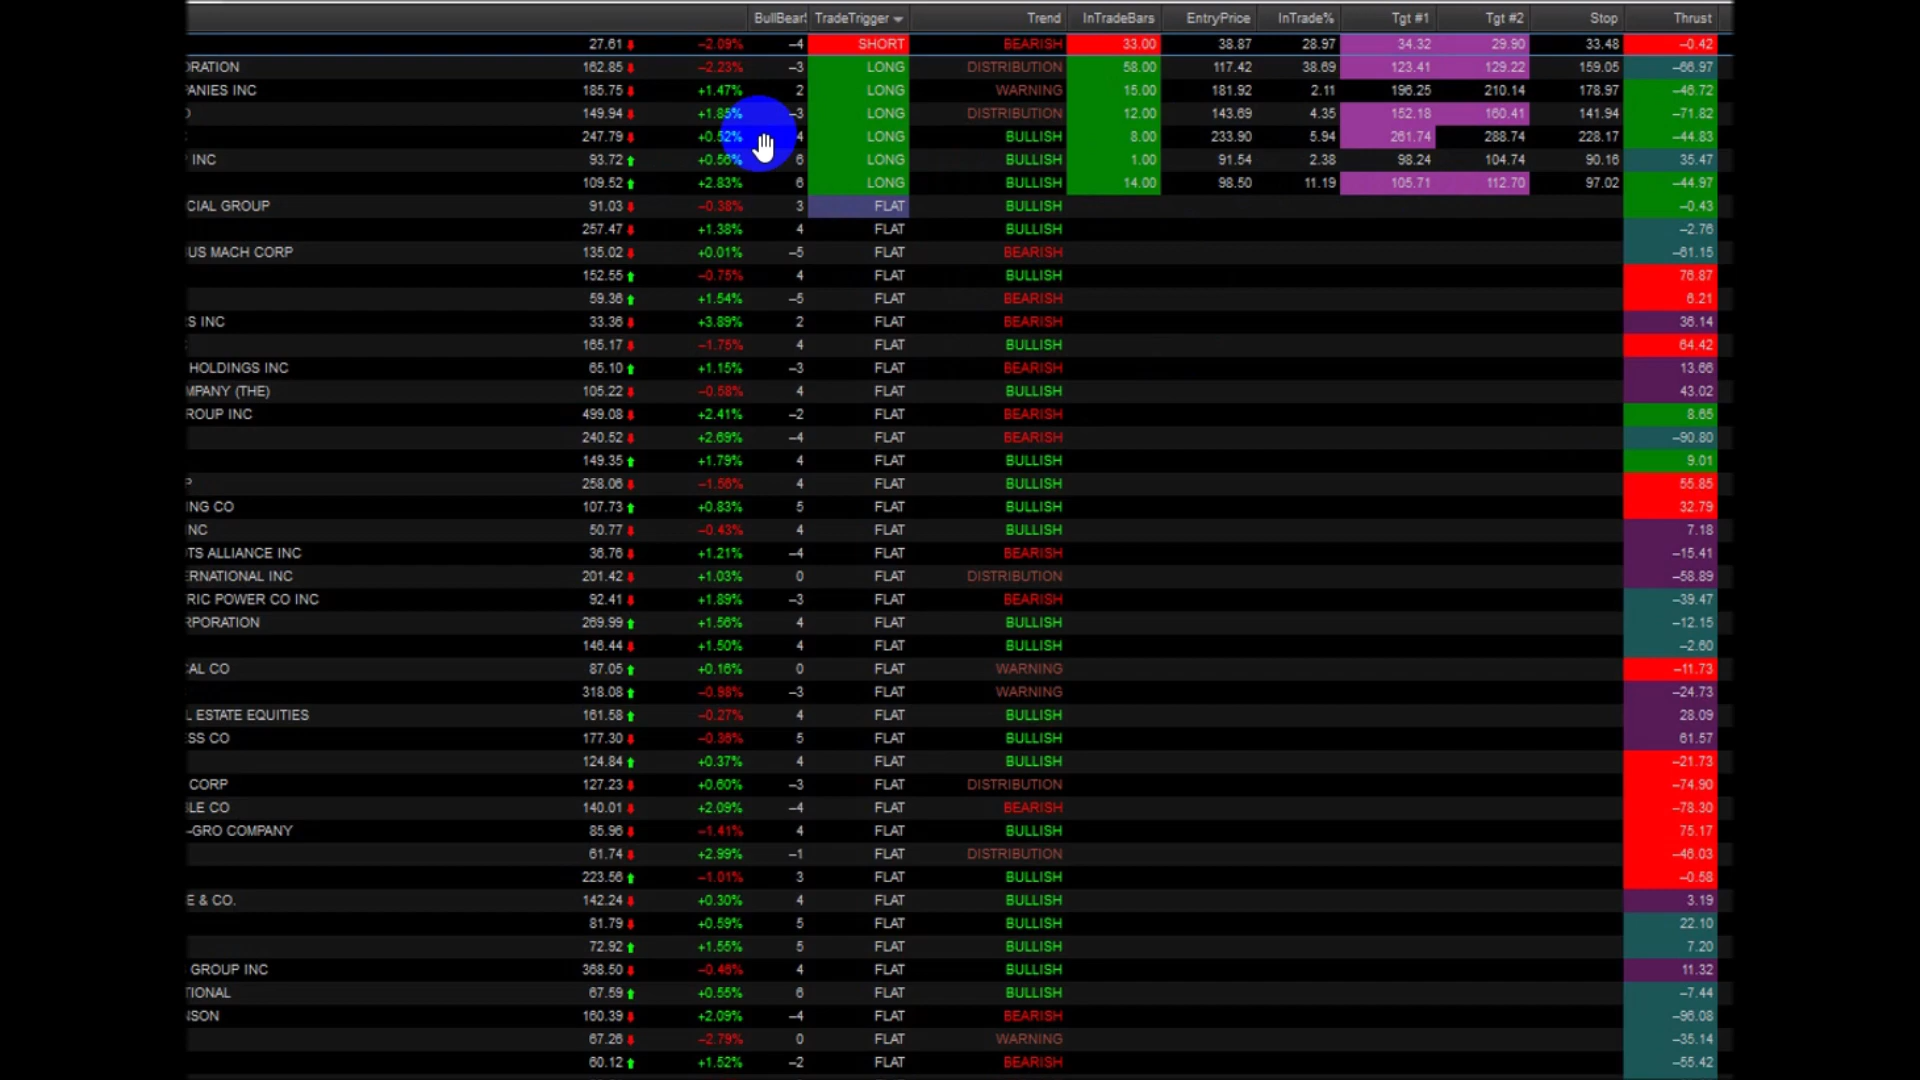 BullBear TradeTrigger Trend InTradeBars EntryPrice InTrade% Tgt #1 Tgt #2 Stop Thrust
27.61 –2.09% –4 SHORT BEARISH 33.00 38.87 28.97 34.32 29.90 33.48 –0.42
RATION 162.85 –2.23% –3 LONG DISTRIBUTION 58.00 117.42 38.69 123.41 129.22 159.05 –66.97
PANIES INC 185.75 +1.47% 2 LONG WARNING 15.00 181.92 2.11 196.25 210.14 178.97 –46.72
149.94 +1.85% –3 LONG DISTRIBUTION 12.00 143.69 4.35 152.18 160.41 141.94 –71.82
247.79 +0.52% 4 LONG BULLISH 8.00 233.90 5.94 261.74 288.74 228.17 –44.83
INC 93.72 +0.56% 6 LONG BULLISH 1.00 91.54 2.38 98.24 104.74 90.16 35.47
109.52 +2.83% 6 LONG BULLISH 14.00 98.50 11.19 105.71 112.70 97.02 –44.97
CIAL GROUP 91.03 –0.38% 3 FLAT BULLISH –0.43
257.47 +1.38% 4 FLAT BULLISH –2.76
US MACH CORP 135.02 +0.01% –5 FLAT BEARISH –61.15
152.55 –0.75% 4 FLAT BULLISH 76.87
59.36 +1.54% –5 FLAT BEARISH 6.21
S INC 33.36 +3.89% 2 FLAT BEARISH 36.14
165.17 –1.75% 4 FLAT BULLISH 64.42
HOLDINGS INC 65.10 +1.15% –3 FLAT BEARISH 13.66
MPANY (THE) 105.22 –0.58% 4 FLAT BULLISH 43.02
ROUP INC 499.08 +2.41% –2 FLAT BEARISH 8.65
240.52 +2.69% –4 FLAT BEARISH –90.80
149.35 +1.79% 4 FLAT BULLISH 9.01
P 258.06 –1.56% 4 FLAT BULLISH 55.85
ING CO 107.73 +0.83% 5 FLAT BULLISH 32.79
INC 50.77 –0.43% 4 FLAT BULLISH 7.18
TS ALLIANCE INC 36.76 +1.21% –4 FLAT BEARISH –15.41
ERNATIONAL INC 201.42 +1.03% 0 FLAT DISTRIBUTION –58.89
RIC POWER CO INC 92.41 +1.89% –3 FLAT BEARISH –39.47
RPORATION 269.99 +1.56% 4 FLAT BULLISH –12.15
146.44 +1.50% 4 FLAT BULLISH –2.60
CAL CO 87.05 +0.16% 0 FLAT WARNING –11.73
318.08 –0.98% –3 FLAT WARNING –24.73
L ESTATE EQUITIES 161.58 –0.27% 4 FLAT BULLISH 28.09
SS CO 177.30 –0.36% 5 FLAT BULLISH 61.57
124.84 +0.37% 4 FLAT BULLISH –21.73
CORP 127.23 +0.60% –3 FLAT DISTRIBUTION –74.90
LE CO 140.01 +2.09% –4 FLAT BEARISH –78.30
-GRO COMPANY 85.96 –1.41% 4 FLAT BULLISH 75.17
61.74 +2.99% –1 FLAT DISTRIBUTION –46.03
223.56 –1.01% 3 FLAT BULLISH –0.58
E & CO. 142.24 +0.30% 4 FLAT BULLISH 3.19
81.79 +0.59% 5 FLAT BULLISH 22.10
72.92 +1.55% 5 FLAT BULLISH 7.20
GROUP INC 368.50 –0.46% 4 FLAT BULLISH 11.32
TIONAL 67.59 +0.55% 6 FLAT BULLISH –7.44
NSON 160.39 +2.09% –4 FLAT BEARISH –96.08
67.26 –2.79% 0 FLAT WARNING –35.14
60.12 +1.52% –2 FLAT BEARISH –55.42